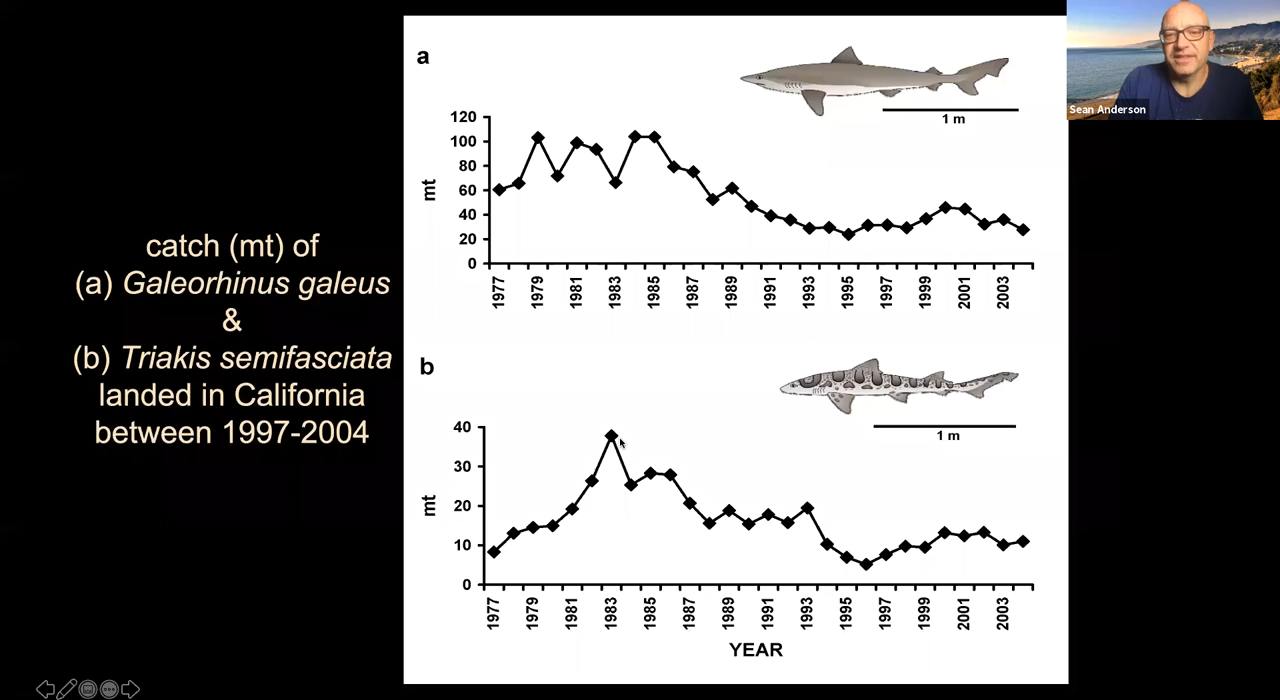 catch (mt) of
(a) Galeorhinus galeus
&
(b) Triakis semifasciata
landed in California
between 1997-2004
a
1 m
120
100
80
60
40
20
0
mt
1977 1979 1981 1983 1985 1987 1989 1991 1993 1995 1997 1999 2001 2003
b
1 m
40
30
20
10
0
mt
1977 1979 1981 1983 1985 1987 1989 1991 1993 1995 1997 1999 2001 2003
YEAR
Sean Anderson